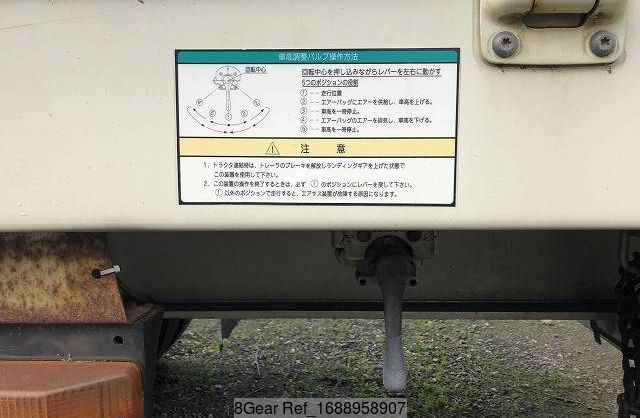 車高調整バルブ操作方法
回転中心
回転中心を押し込みながらレバーを左右に動かす
5つのポジションの役割
① -- 走行位置
② -- エアーバッグにエアーを供給し、車高を上げる。
③ -- 車高を一時停止。
④ -- エアーバッグのエアーを排気し、車高を下げる。
⑤ -- 車高を一時停止。
注 意
1. トラクタ連結時は、トレーラのブレーキを解放しランディングギアを上げた状態で
この装置を使用して下さい。
2. この装置の操作を終了するときは、必ず ① のポジションにレバーを戻して下さい。
① 以外のポジションで走行すると、エアサス装置が故障する原因になります。
8Gear Ref_1688958907